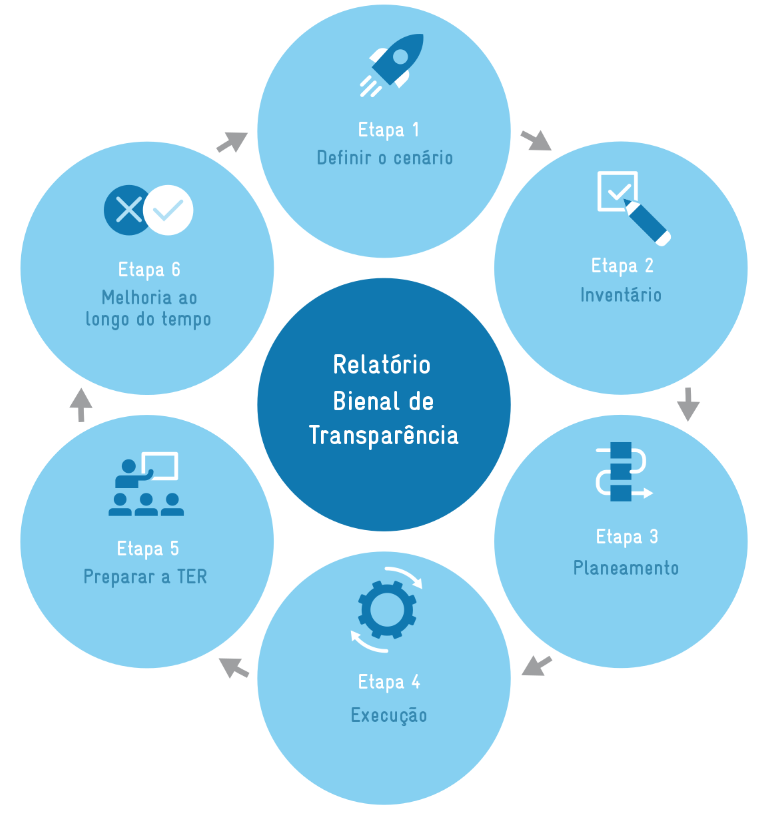 Etapa 1
Definir o cenário
Etapa 2
Inventário
Etapa 3
Planeamento
Etapa 4
Execução
Etapa 5
Preparar a TER
Etapa 6
Melhoria ao
longo do tempo
Relatório
Bienal de
Transparência